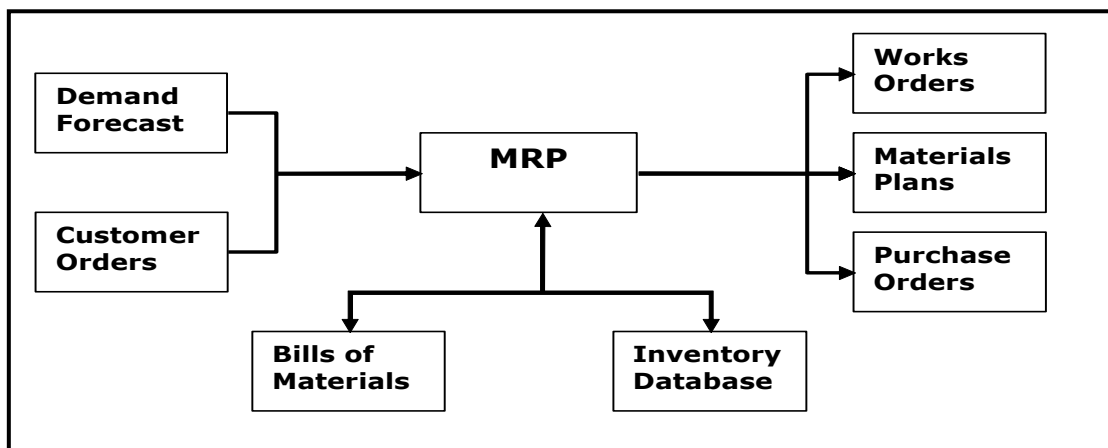 Demand
Forecast
Customer
Orders
MRP
Bills of
Materials
Inventory
Database
Works
Orders
Materials
Plans
Purchase
Orders